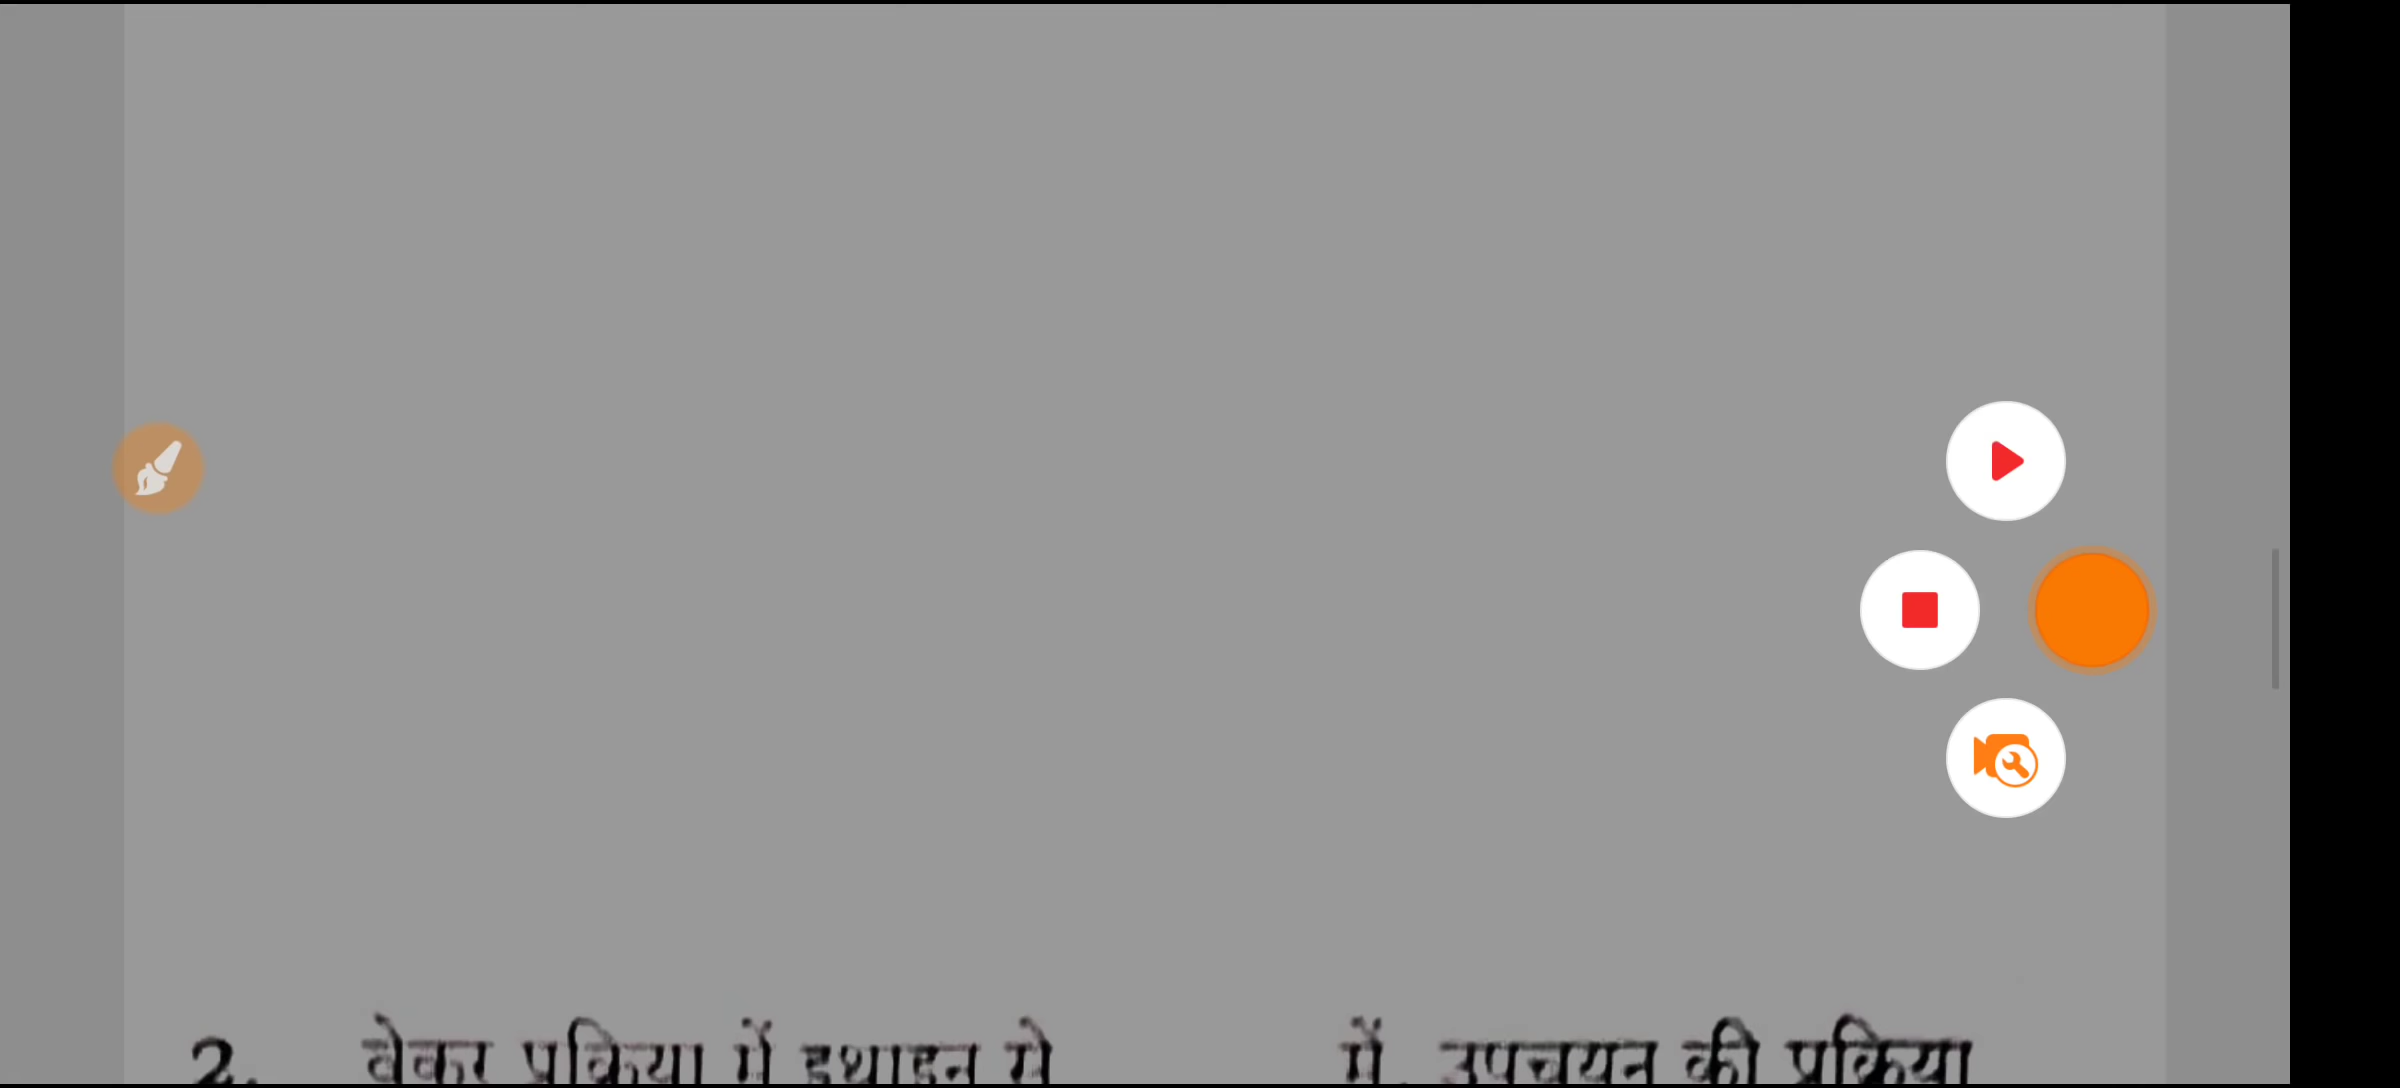 2. वेकर प्रक्रिया में इथाइन से में, उपचयन की प्रक्रिया